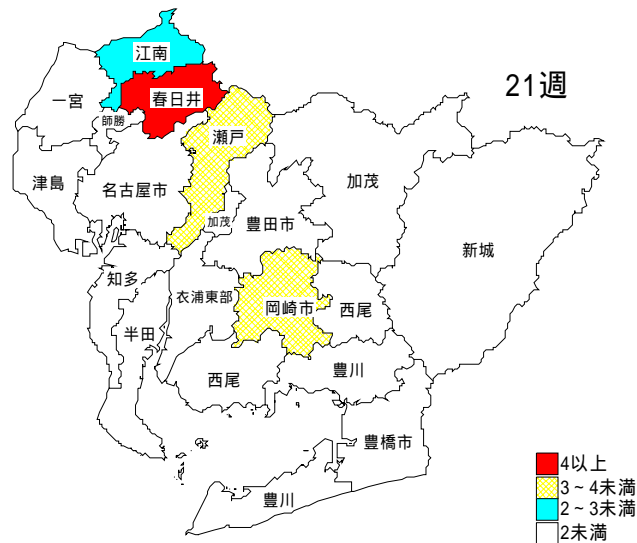 江南
21週
一宮
春日井
師勝
瀬戸
津島
名古屋市
加茂
加茂
豊田市
新城
知多
衣浦東部
岡崎市
西尾
半田
西尾
豊川
豊橋市
豊川
4以上
3~4未満
2~3未満
2未満